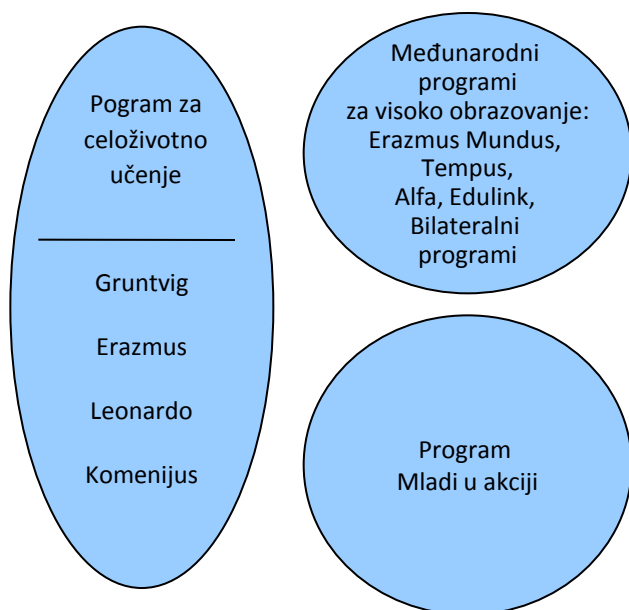 Pogram za
celoživotno
učenje
Gruntvig
Erazmus
Leonardo
Komenijus
Međunarodni
programi
za visoko obrazovanje:
Erazmus Mundus,
Tempus,
Alfa, Edulink,
Bilateralni
programi
Program
Mladi u akciji